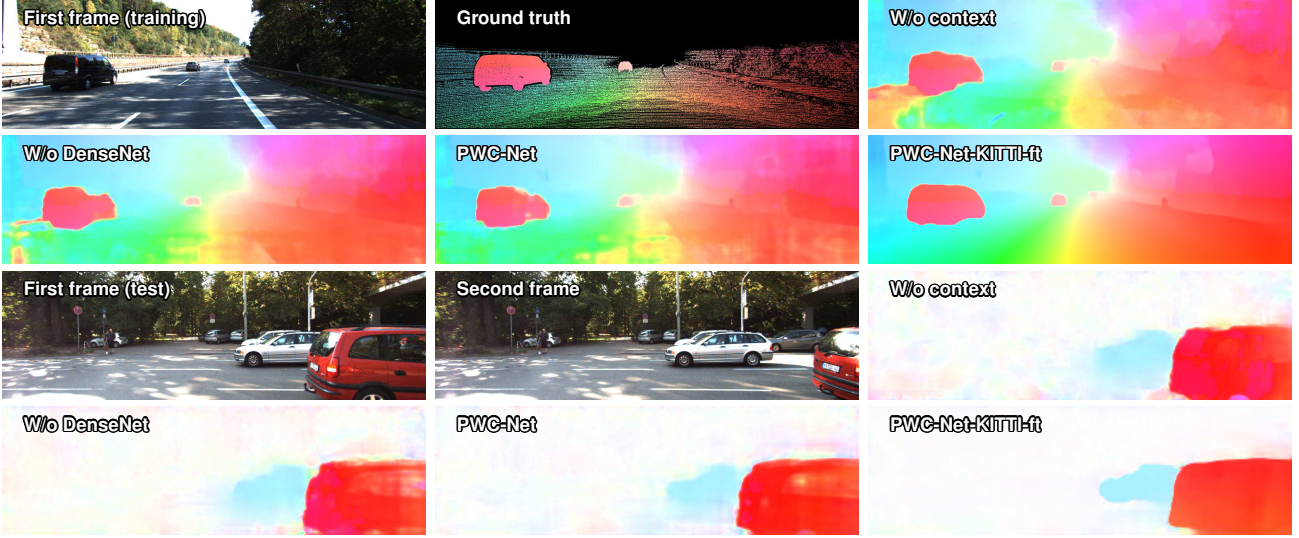 First frame (training)
Ground truth
W/o context
W/o DenseNet
PWC-Net
PWC-Net-KITTI-ft
First frame (test)
Second frame
W/o context
W/o DenseNet
PWC-Net
PWC-Net-KITTI-ft